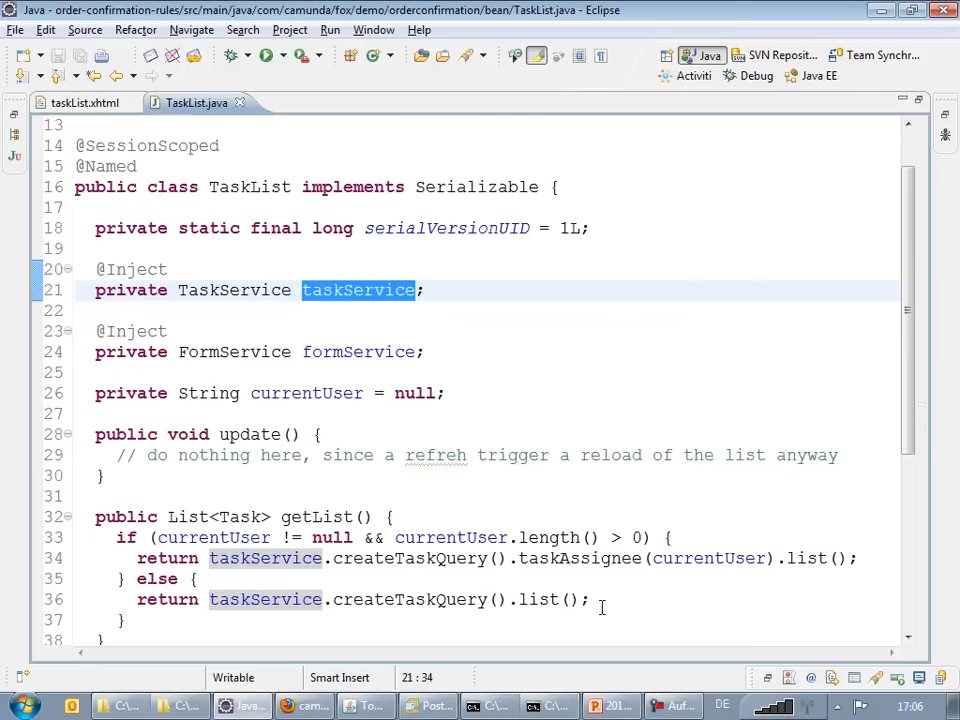 Java - order-confirmation-rules/src/main/java/com/camunda/fox/demo/orderconfirmation/bean/TaskList.java - Eclipse
File Edit Source Refactor Navigate Search Project Run Window Help
Java SVN Reposit... Team Synchr...
Activiti Debug Java EE
taskList.xhtml TaskList.java
13
14 @SessionScoped
15 @Named
16 public class TaskList implements Serializable {
17
18 private static final long serialVersionUID = 1L;
19
20 @Inject
21 private TaskService taskService;
22
23 @Inject
24 private FormService formService;
25
26 private String currentUser = null;
27
28 public void update() {
29 // do nothing here, since a refreh trigger a reload of the list anyway
30 }
31
32 public List<Task> getList() {
33 if (currentUser != null && currentUser.length() > 0) {
34 return taskService.createTaskQuery().taskAssignee(currentUser).list();
35 } else {
36 return taskService.createTaskQuery().list();
37 }
38 }
Writable Smart Insert 21 : 34
C:\... C:\... Java... cam... To... Post... C:\... C:\... 201... Auf... DE 17:06